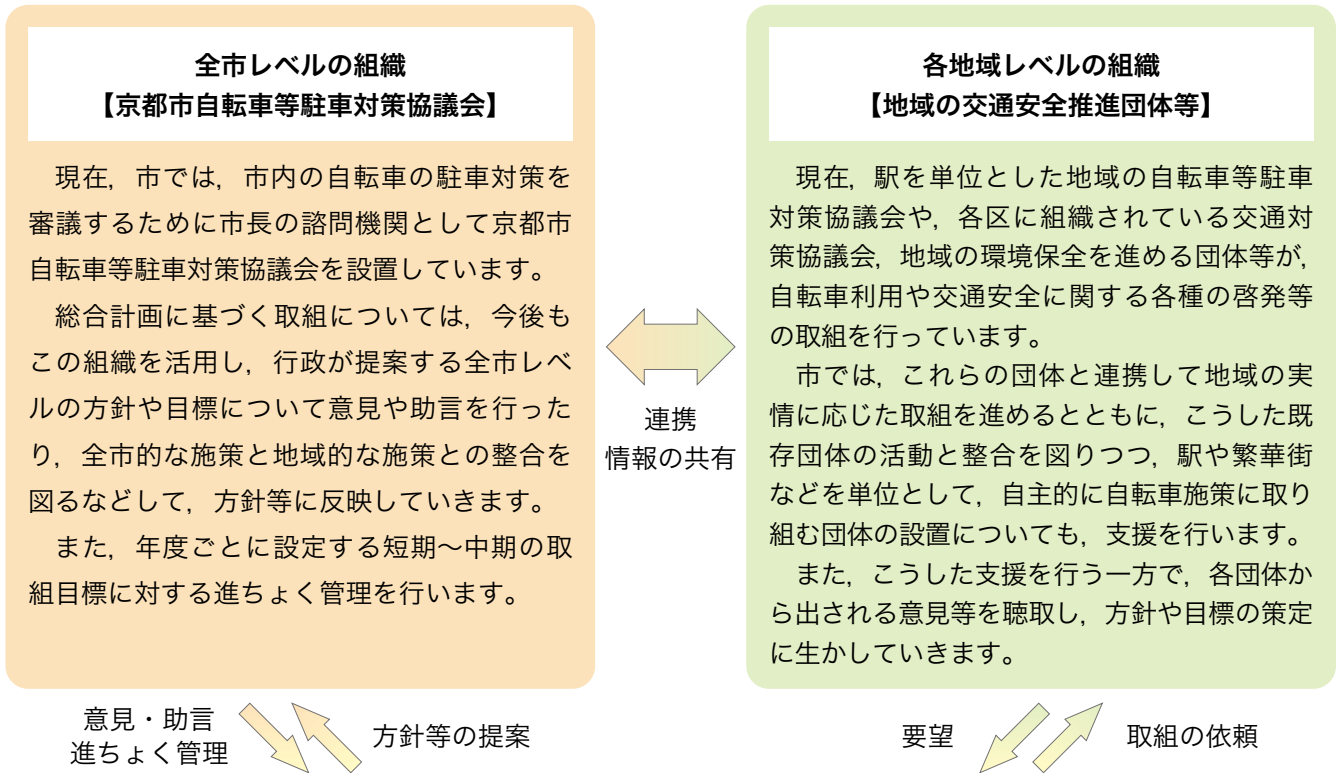 全市レベルの組織
【京都市自転車等駐車対策協議会】
　現在，市では，市内の自転車の駐車対策を
審議するために市長の諮問機関として京都市
自転車等駐車対策協議会を設置しています。
　総合計画に基づく取組については，今後も
この組織を活用し，行政が提案する全市レベ
ルの方針や目標について意見や助言を行った
り，全市的な施策と地域的な施策との整合を
図るなどして，方針等に反映していきます。
　また，年度ごとに設定する短期～中期の取
組目標に対する進ちょく管理を行います。
連携
情報の共有
各地域レベルの組織
【地域の交通安全推進団体等】
　現在，駅を単位とした地域の自転車等駐車
対策協議会や，各区に組織されている交通対
策協議会，地域の環境保全を進める団体等が，
自転車利用や交通安全に関する各種の啓発等
の取組を行っています。
　市では，これらの団体と連携して地域の実
情に応じた取組を進めるとともに，こうした既
存団体の活動と整合を図りつつ，駅や繁華街
などを単位として，自主的に自転車施策に取り
組む団体の設置についても，支援を行います。
　また，こうした支援を行う一方で，各団体か
ら出される意見等を聴取し，方針や目標の策定
に生かしていきます。
意見・助言
進ちょく管理
方針等の提案
要望
取組の依頼